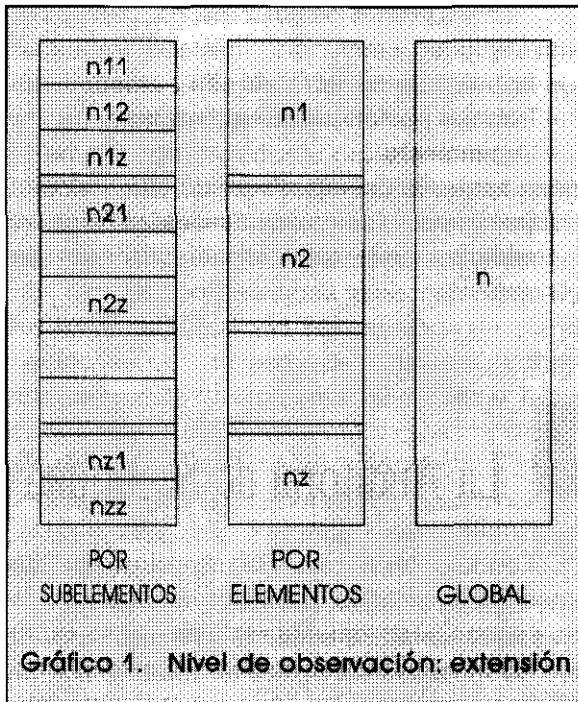 n11
n12
n1z
n21
n2z
nz1
nzz
n1
n2
nz
n
POR
SUBELEMENTOS
POR
ELEMENTOS
GLOBAL
Gráfico 1. Nivel de observación: extensión